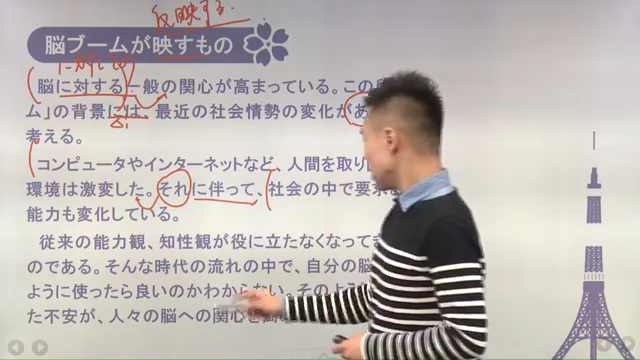 反映する
脳ブームが映すもの
に対しての
脳に対する一般の関心が高まっている。この
ム」の背景には、最近の社会情勢の変化が
考える。
コンピュータやインターネットなど、人間を取り
環境は激変した。それに伴って、社会の中で要求
能力も変化している。
従来の能力観、知性観が役に立たなくなって
のである。そんな時代の流れの中で、自分の脳
ように使ったら良いのかわからない。そのよう
た不安が、人々の脳への関心を